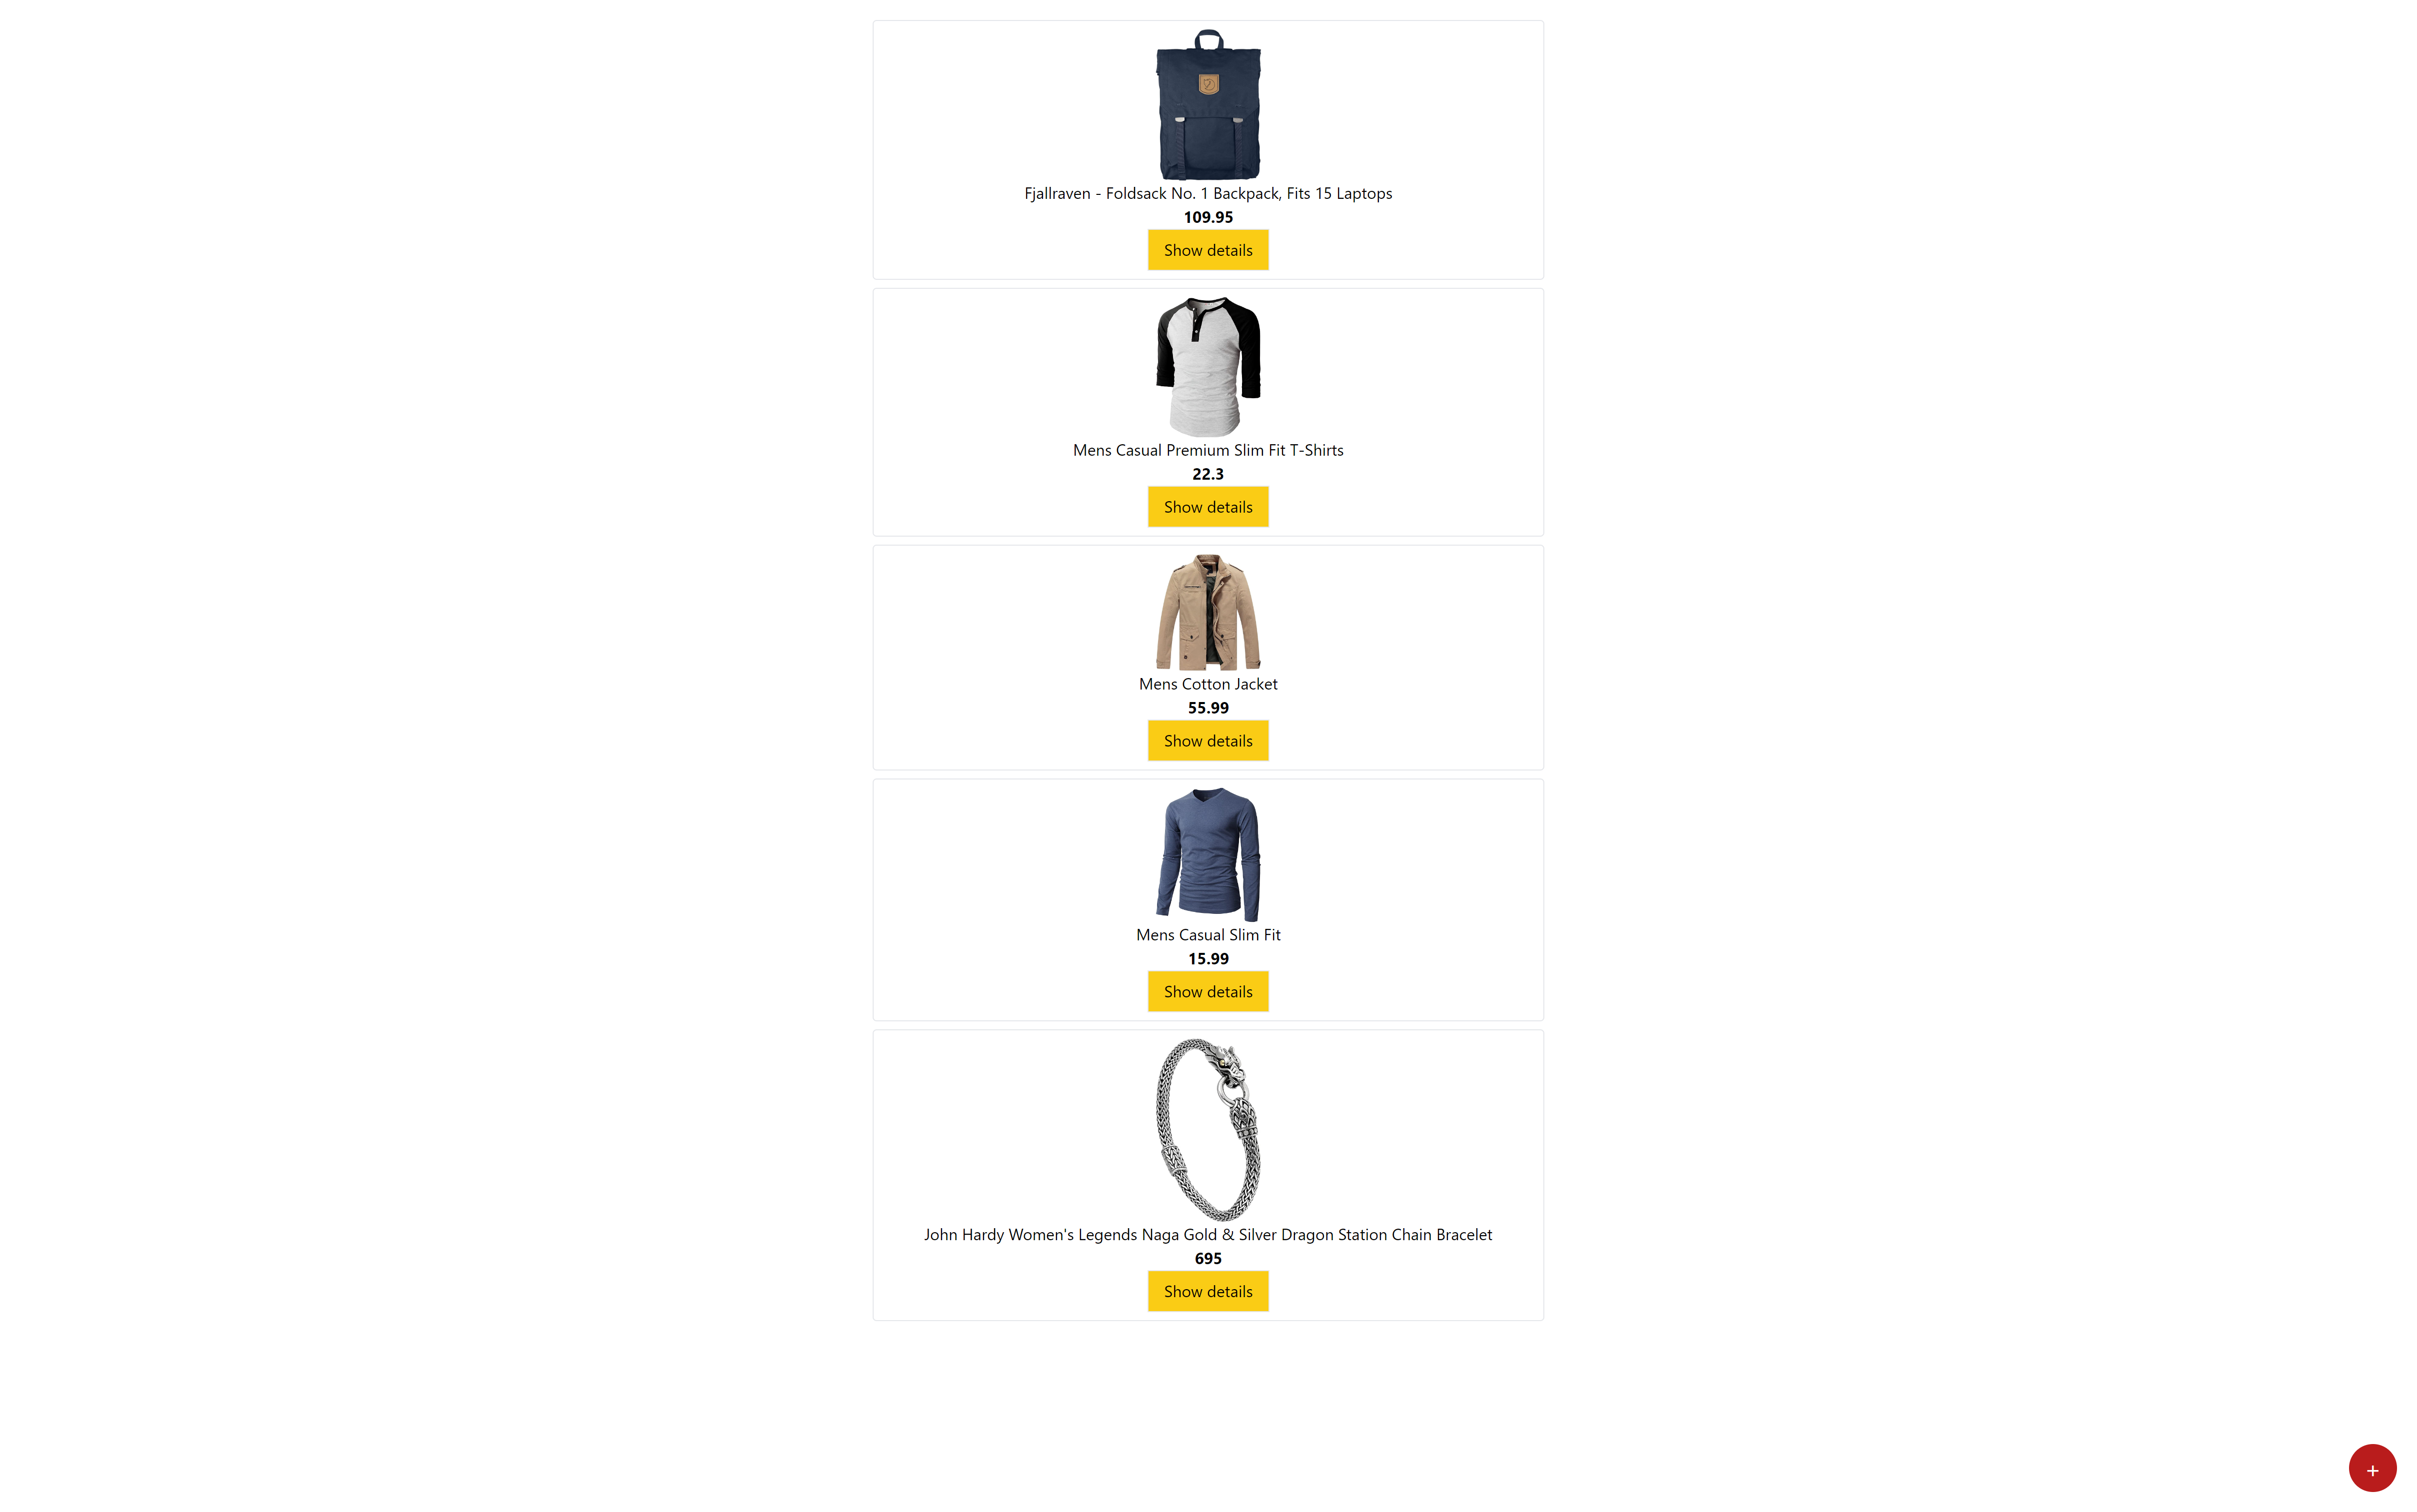 Fjallraven - Foldsack No. 1 Backpack, Fits 15 Laptops
109.95
Show details
Mens Casual Premium Slim Fit T-Shirts
22.3
Show details
Mens Cotton Jacket
55.99
Show details
Mens Casual Slim Fit
15.99
Show details
John Hardy Women's Legends Naga Gold & Silver Dragon Station Chain Bracelet
695
Show details
+